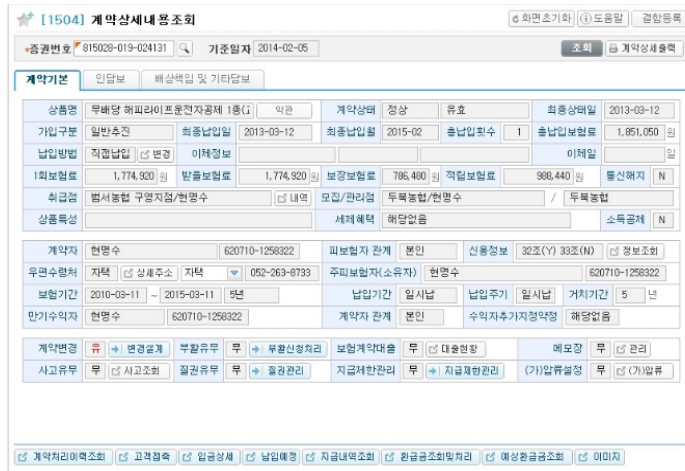 [1504] 계약상세내용조회 화면초기화 도움말 결합등록
*증권번호 815028-019-024131 기준일자 2014-02-05 조회 계약상세출력
계약기본 인담보 배상책임 및 기타담보
상품명 무배당 해피라이프운전자공제 1종(고 약관 계약상태 정상 유효 최종상태일 2013-03-12
가입구분 일반추진 최종납입일 2013-03-12 최종납입월 2015-02 총납입횟수 1 총납입보험료 1,851,050 원
납입방법 직접납입 변경 이체정보 이체일 일
1회보험료 1,774,920 원 받을보험료 1,774,920 원 보장보험료 786,480 원 적립보험료 988,440 원 통신해지 N
취급점 범서농협 구영지점/현명수 내역 모집/관리점 두북농협/현명수 / 두북농협
상품특성 세제혜택 해당없음 소득공제 N
계약자 현명수 620710-1258322 피보험자 관계 본인 신용정보 32조(Y) 33조(N) 정보조회
우편수령처 자택 상세주소 자택 052-263-8733 주피보험자(소유자) 현명수 620710-1258322
보험기간 2010-03-11 ~ 2015-03-11 5년 납입기간 일시납 납입주기 일시납 거치기간 5 년
만기수익자 현명수 620710-1258322 계약자 관계 본인 수익자추가지정약정 해당없음
계약변경 유 변경설계 부활유무 무 부활신청처리 보험계약대출 무 대출현황 메모장 무 관리
사고유무 무 사고조회 질권유무 무 질권관리 지급제한관리 무 지급제한관리 (가)압류설정 무 (가)압류
계약처리이력조회 고객접촉 입금상세 납입예정 지급내역조회 환급금조회및처리 예상환급금조회 이미지